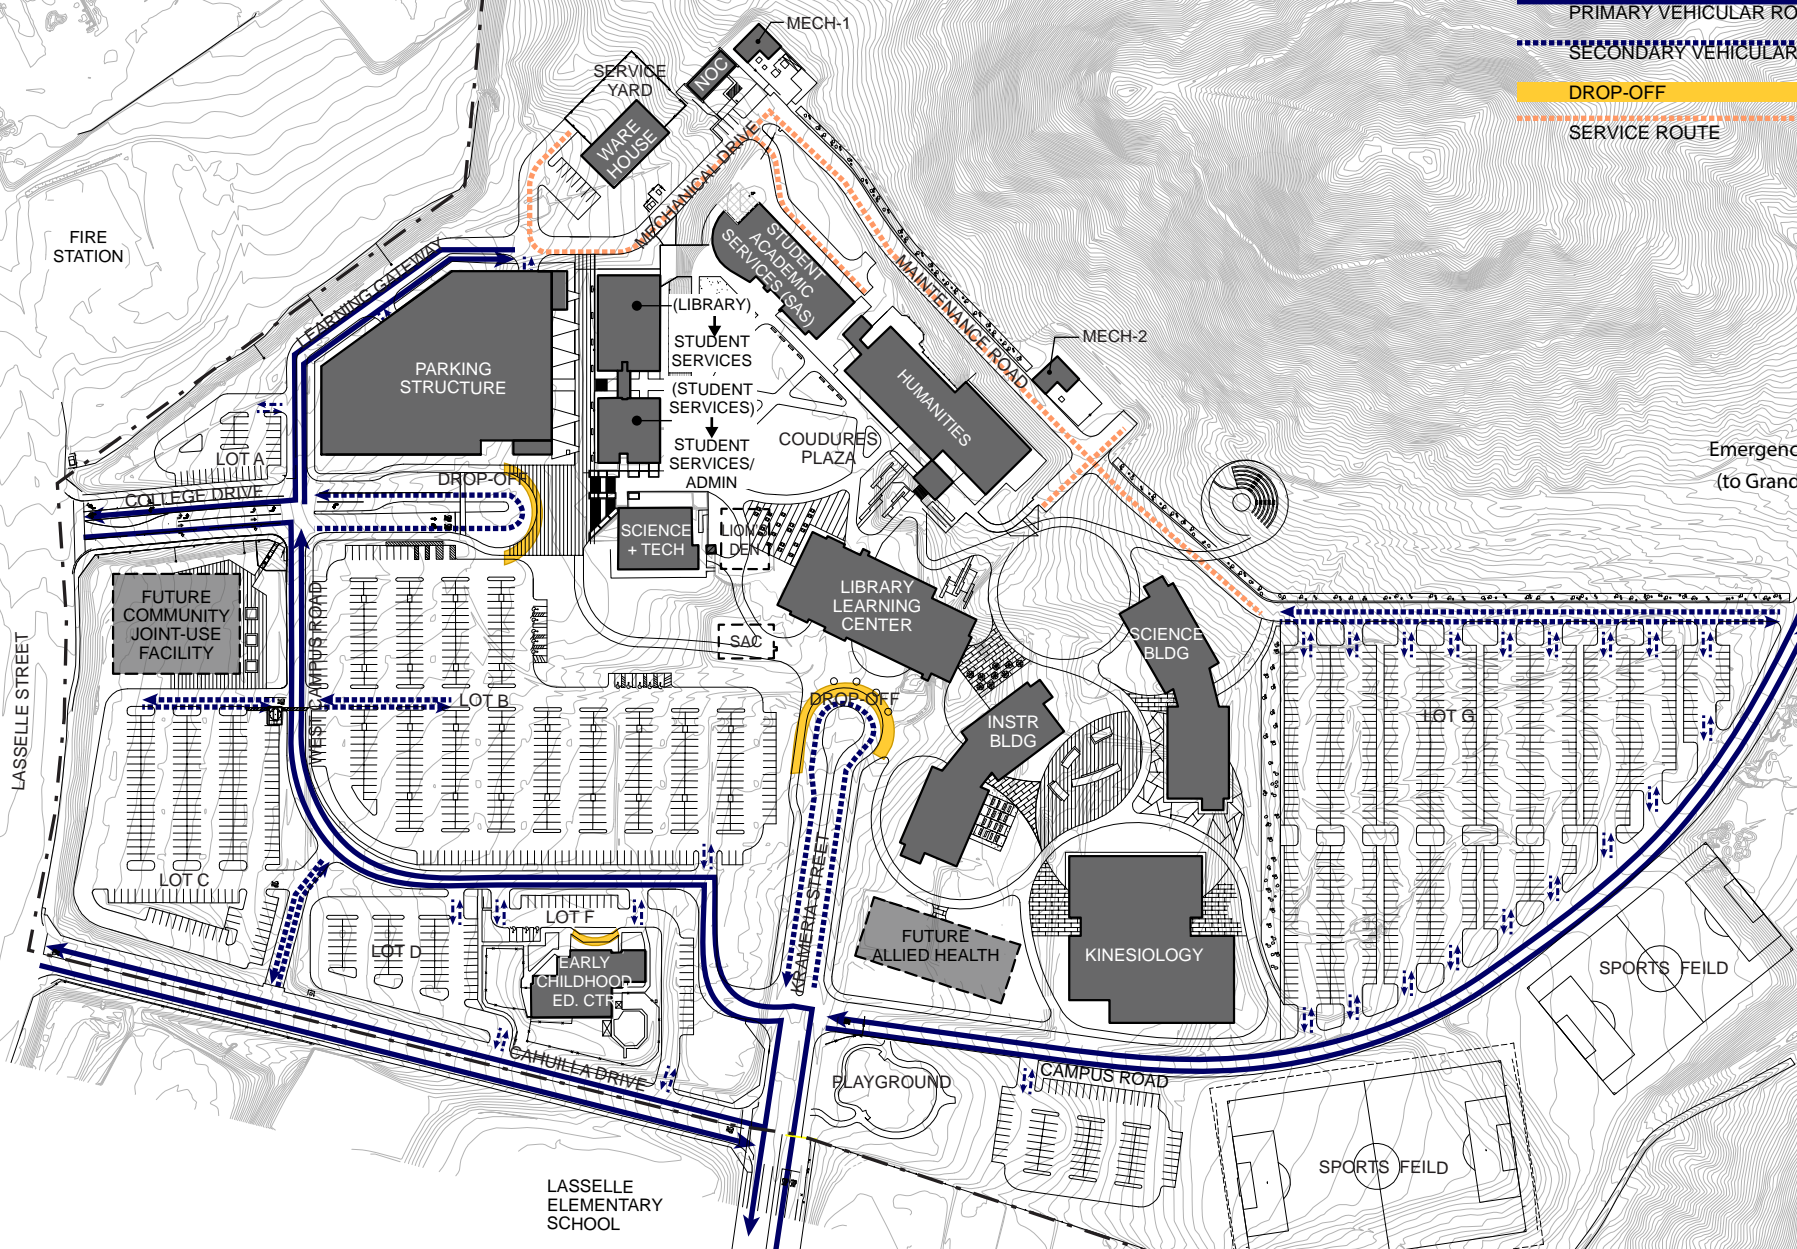 PRIMARY VEHICULAR RO
SECONDARY VEHICULAR
DROP-OFF
SERVICE ROUTE
MECH-1
NOC
SERVICE
YARD
WARE
HOUSE
MECHANICAL DRIVE
FIRE
STATION
LEARNING GATEWAY
STUDENT
ACADEMIC
SERVICES (SAS)
MAINTENANCE ROAD
MECH-2
(LIBRARY)
STUDENT
SERVICES
(STUDENT
SERVICES)
STUDENT
SERVICES/
ADMIN
PARKING
STRUCTURE
HUMANITIES
COUDURES
PLAZA
Emergenc
(to Grand
LOT A
COLLEGE DRIVE
DROP-OFF
SCIENCE
+ TECH
LION'S
DEN
LIBRARY
LEARNING
CENTER
FUTURE
COMMUNITY
JOINT-USE
FACILITY
WEST CAMPUS ROAD
LASSELLE STREET
SAC
SCIENCE
BLDG
LOT B
DROP-OFF
INSTR
BLDG
LOT G
LOT C
LOT D
LOT F
EARLY
CHILDHOOD
ED. CTR
KRAMERIA STREET
FUTURE
ALLIED HEALTH
KINESIOLOGY
SPORTS FEILD
CAHUILLA DRIVE
PLAYGROUND
CAMPUS ROAD
SPORTS FEILD
LASSELLE
ELEMENTARY
SCHOOL